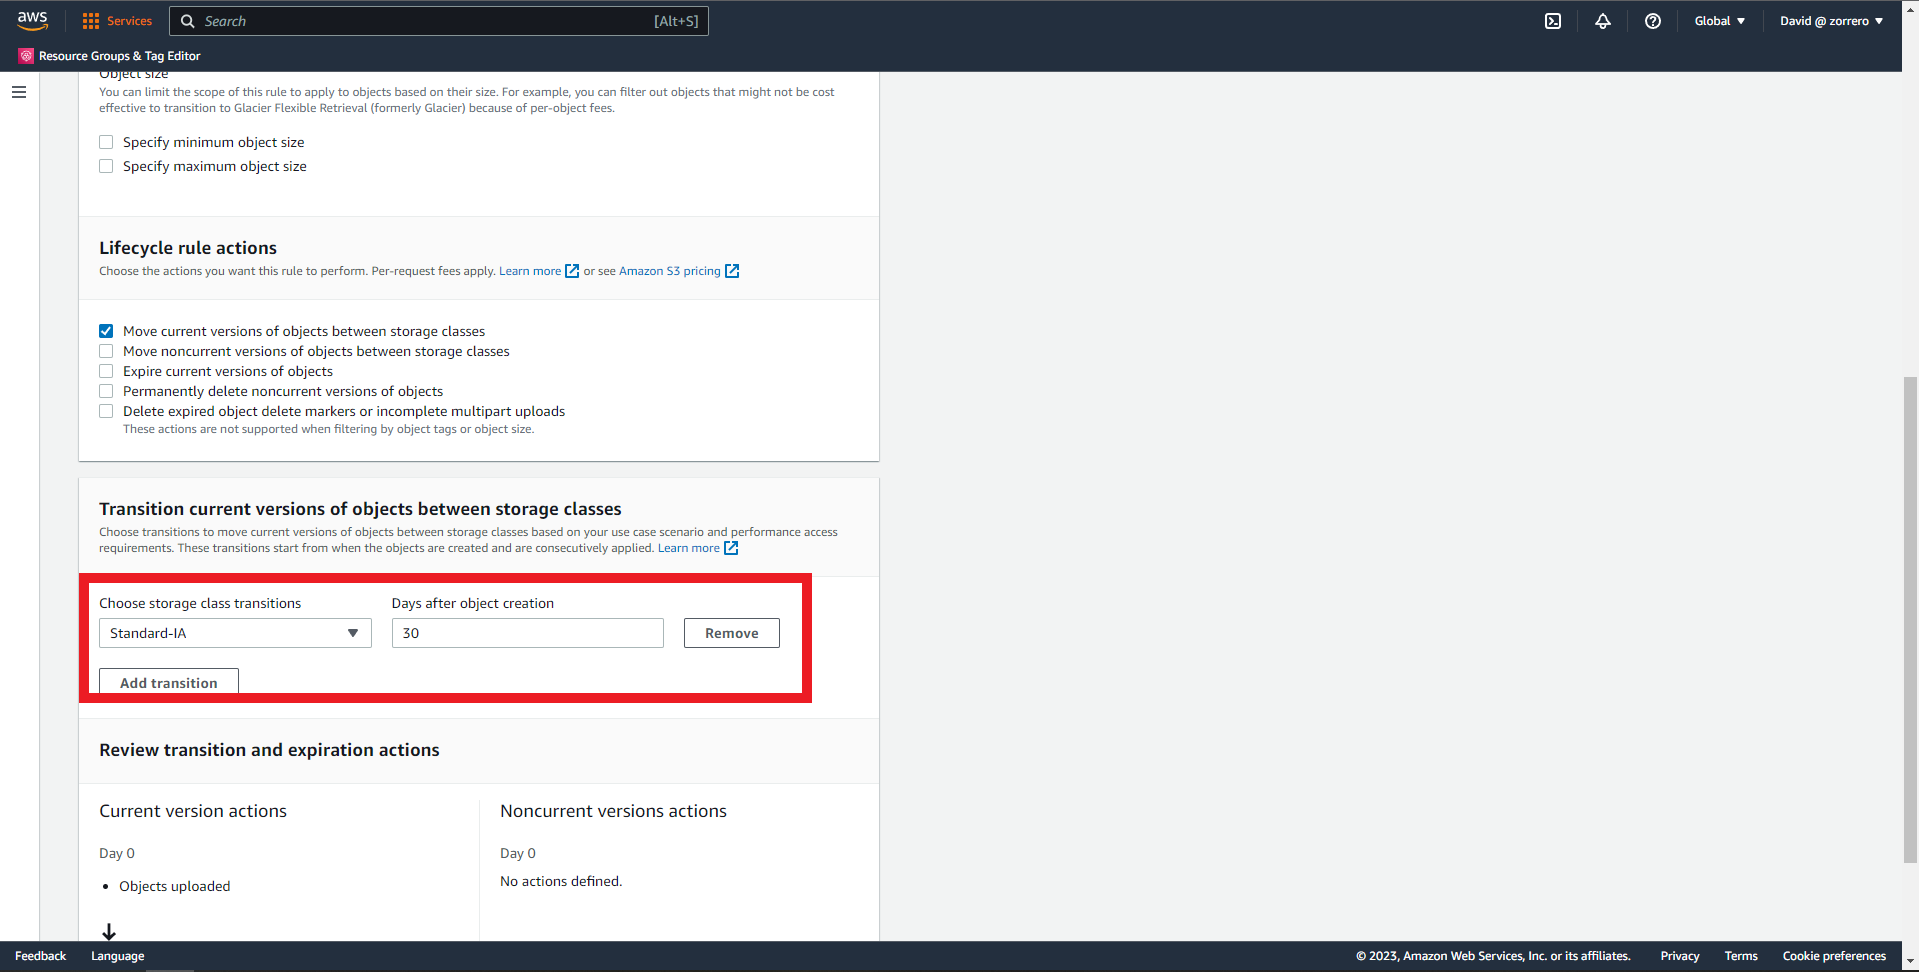 aws
Services
Search
[Alt+S]
Global
David @ zorrero
Resource Groups & Tag Editor
Object size
You can limit the scope of this rule to apply to objects based on their size. For example, you can filter out objects that might not be cost
effective to transition to Glacier Flexible Retrieval (formerly Glacier) because of per-object fees.
Specify minimum object size
Specify maximum object size
Lifecycle rule actions
Choose the actions you want this rule to perform. Per-request fees apply. Learn more or see Amazon S3 pricing
Move current versions of objects between storage classes
Move noncurrent versions of objects between storage classes
Expire current versions of objects
Permanently delete noncurrent versions of objects
Delete expired object delete markers or incomplete multipart uploads
These actions are not supported when filtering by object tags or object size.
Transition current versions of objects between storage classes
Choose transitions to move current versions of objects between storage classes based on your use case scenario and performance access
requirements. These transitions start from when the objects are created and are consecutively applied. Learn more
Choose storage class transitions
Days after object creation
Standard-IA
30
Remove
Add transition
Review transition and expiration actions
Current version actions
Day 0
• Objects uploaded
Noncurrent versions actions
Day 0
No actions defined.
Feedback
Language
© 2023, Amazon Web Services, Inc. or its affiliates.
Privacy
Terms
Cookie preferences